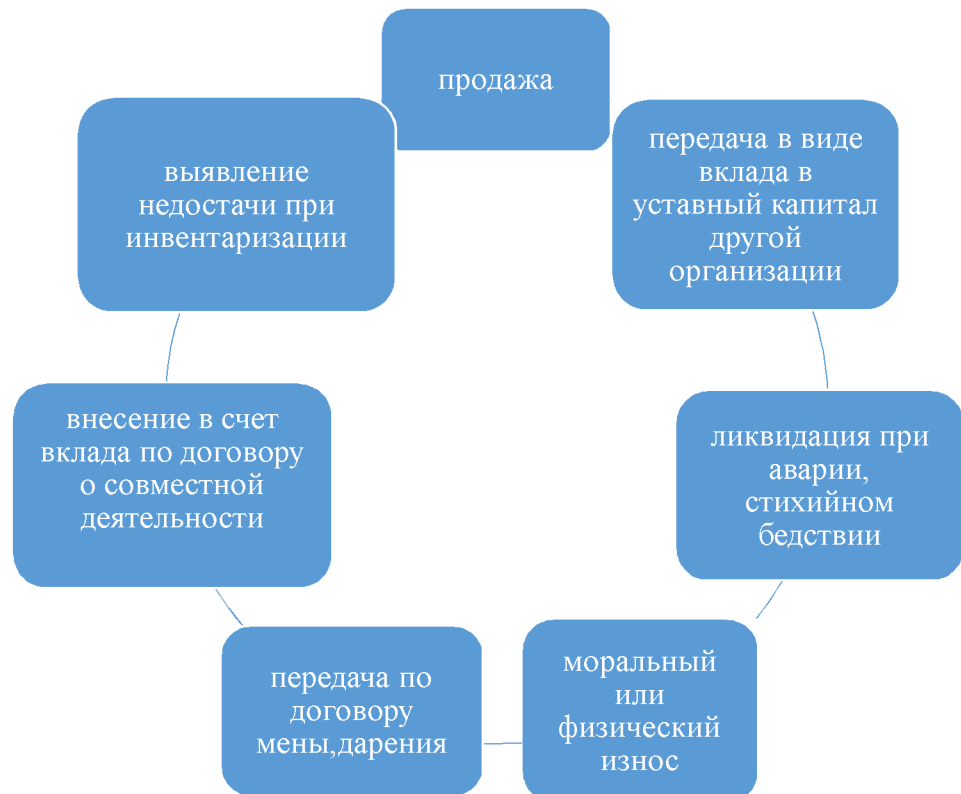 продажа
передача в виде
вклада в
уставный капитал
другой
организации
ликвидация при
аварии,
стихийном
бедствии
моральный
или
физический
износ
передача по
договору
мены,дарения
внесение в счет
вклада по договору
о совместной
деятельности
выявление
недостачи при
инвентаризации